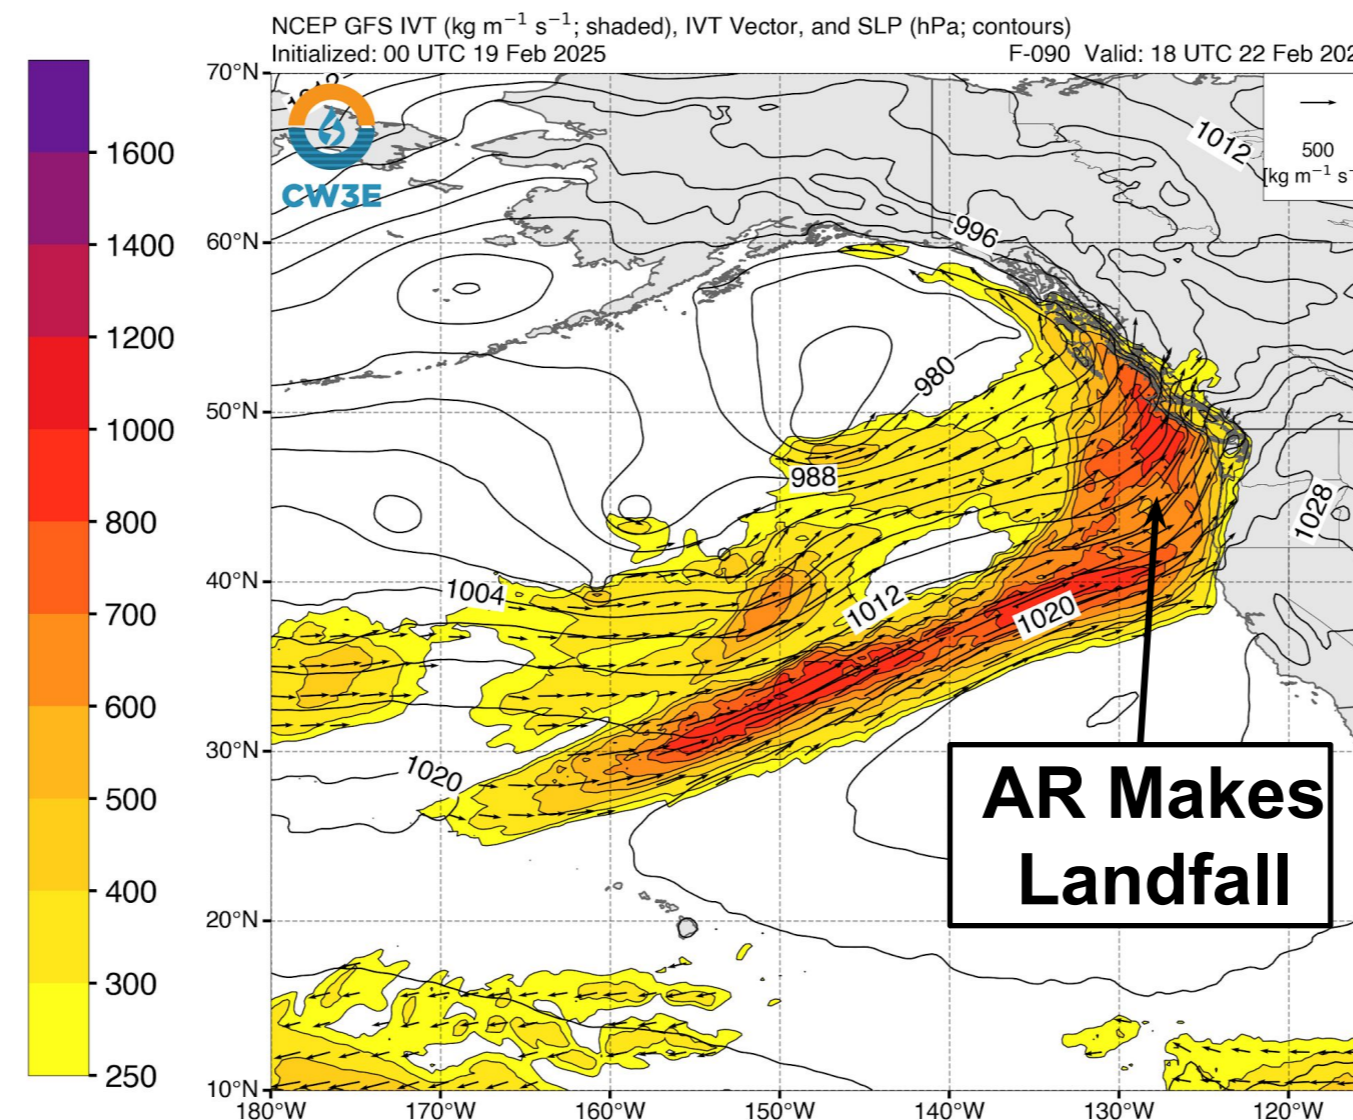 NCEP GFS IVT (kg m⁻¹ s⁻¹; shaded), IVT Vector, and SLP (hPa; contours)
Initialized: 00 UTC 19 Feb 2025
F-090 Valid: 18 UTC 22 Feb 202
70°N
60°N
50°N
40°N
30°N
20°N
10°N
180°W
170°W
160°W
150°W
140°W
130°W
120°W
1600
1400
1200
1000
800
700
600
500
400
300
250
CW3E
500
[kg m⁻¹ s⁻
1012
996
980
988
1028
1004
1012
1020
1020
AR Makes
Landfall